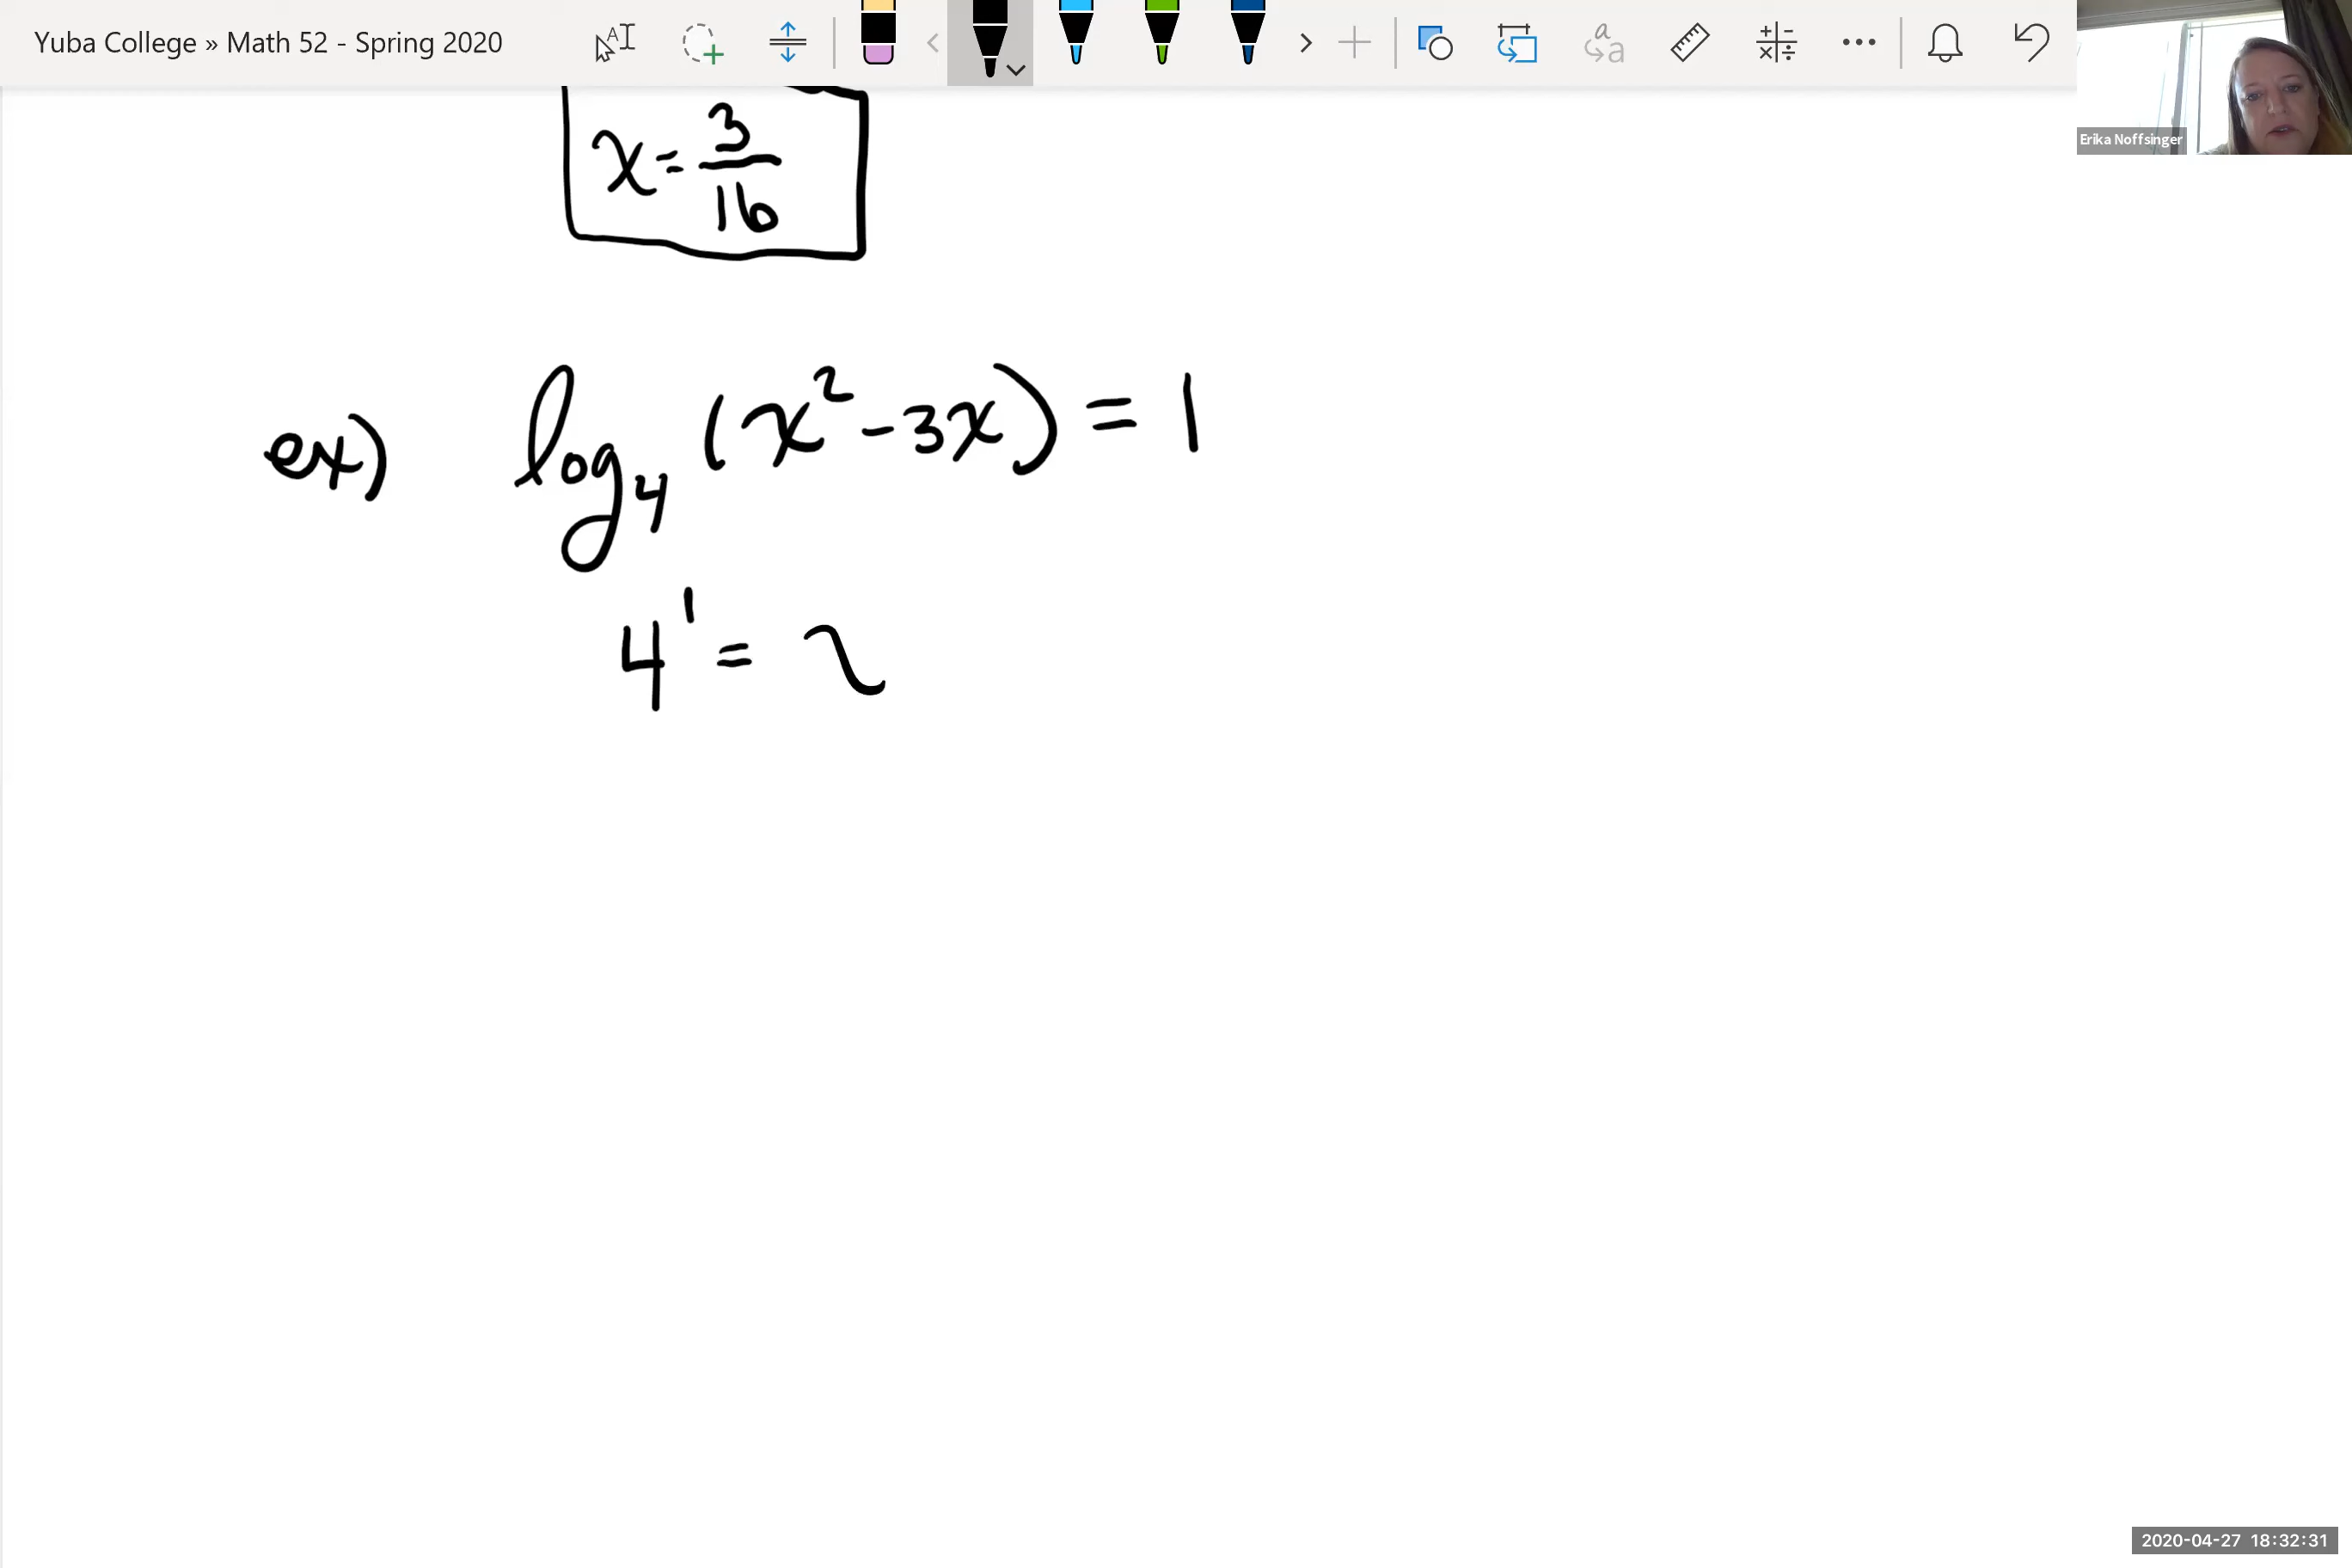 Yuba College » Math 52 - Spring 2020
Erika Noffsinger
x = 3/16
ex) log₄ (x² - 3x) = 1
4¹ =
2020-04-27 18:32:31